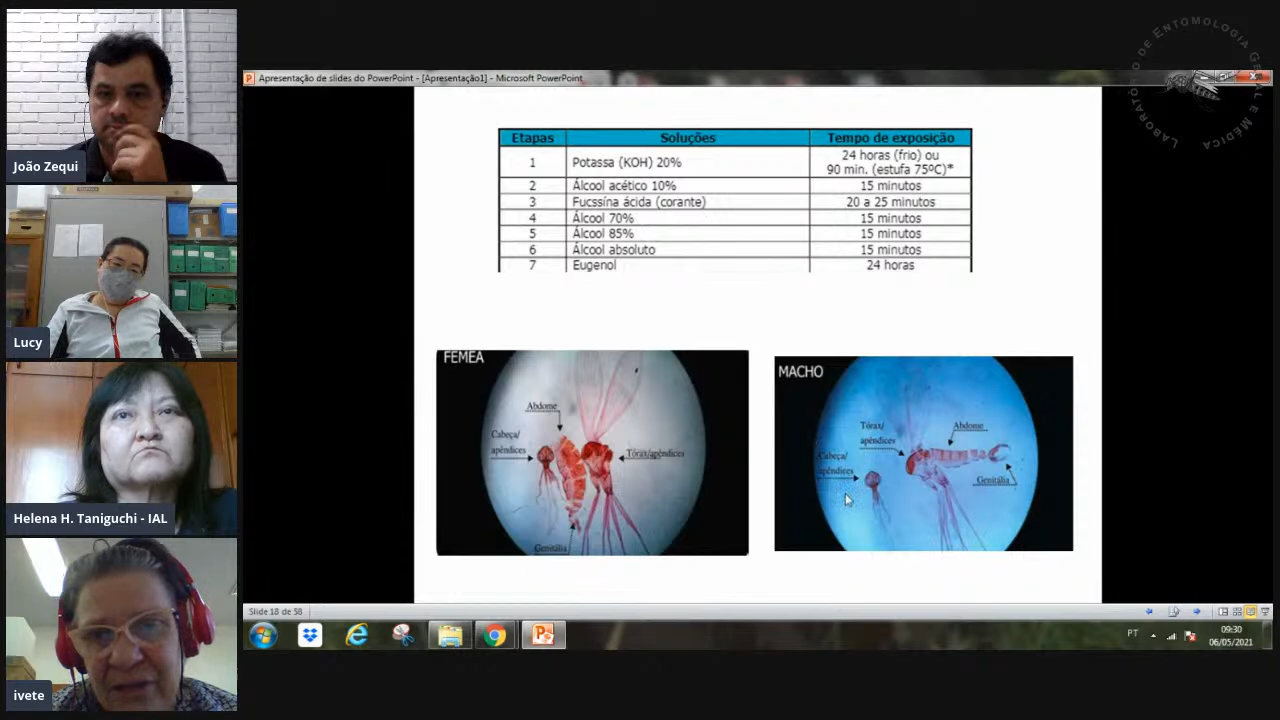 João Zequi
Lucy
Helena H. Taniguchi - IAL
ivete
Apresentação de slides do PowerPoint - [Apresentação1] - Microsoft PowerPoint
LABORATÓRIO DE ENTOMOLOGIA GERAL E MÉDICA
Etapas Soluções Tempo de exposição
1 Potassa (KOH) 20% 24 horas (frio) ou
90 min. (estufa 75ºC)*
2 Álcool acético 10% 15 minutos
3 Fucssína ácida (corante) 20 a 25 minutos
4 Álcool 70% 15 minutos
5 Álcool 85% 15 minutos
6 Álcool absoluto 15 minutos
7 Eugenol 24 horas
FEMEA
Abdome
Cabeça/
apêndices
Tórax/apêndices
Genitália
MACHO
Tórax/
apêndices
Abdome
Cabeça/
apêndices
Genitália
Slide 18 de 58
PT
09:30
06/05/2021